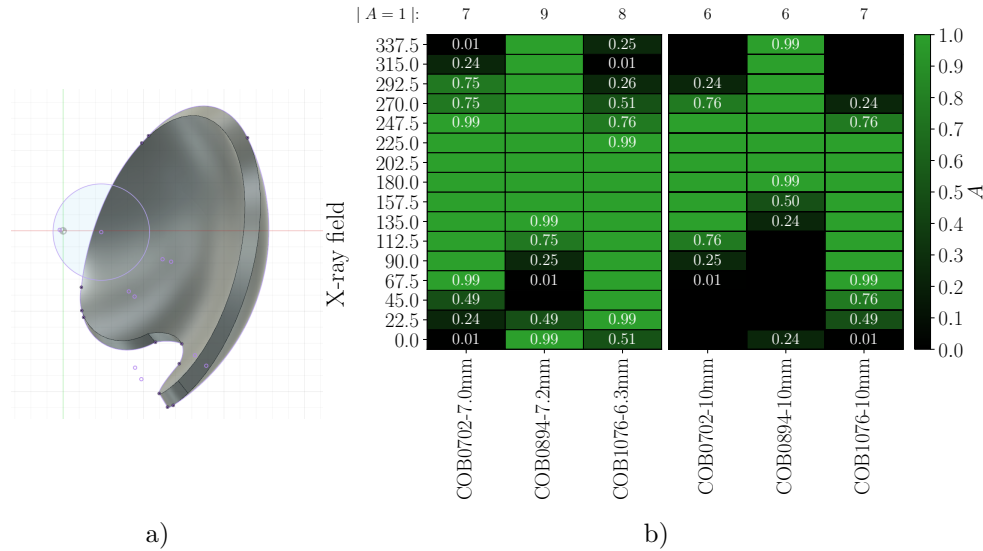 | A = 1 |: 7 9 8 6 6 7
337.5 0.01 0.25 0.99 1.0
315.0 0.24 0.01 0.9
292.5 0.75 0.26 0.24 0.8
270.0 0.75 0.51 0.76 0.24
247.5 0.99 0.76 0.76 0.7
225.0 0.99 0.6
202.5
180.0 0.99 0.5
157.5 0.50
135.0 0.99 0.24 0.4
112.5 0.75 0.76
90.0 0.25 0.25 0.3
67.5 0.99 0.01 0.01 0.99 0.2
45.0 0.49 0.76
22.5 0.24 0.49 0.99 0.49 0.1
0.0 0.01 0.99 0.51 0.24 0.01 0.0
X-ray field
A
COB0702-7.0mm
COB0894-7.2mm
COB1076-6.3mm
COB0702-10mm
COB0894-10mm
COB1076-10mm
a)
b)